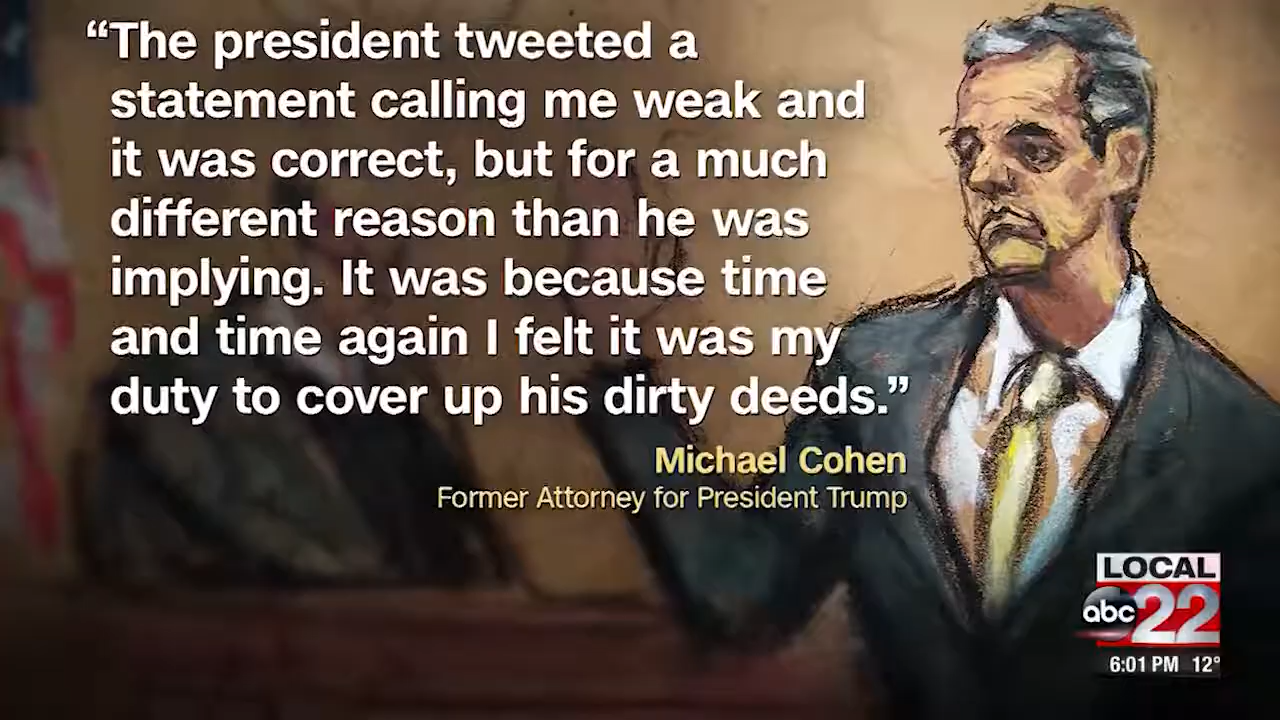 “The president tweeted a
statement calling me weak and
it was correct, but for a much
different reason than he was
implying. It was because time
and time again I felt it was my
duty to cover up his dirty deeds.”
Michael Cohen
Former Attorney for President Trump
LOCAL
abc 22
6:01 PM 12°